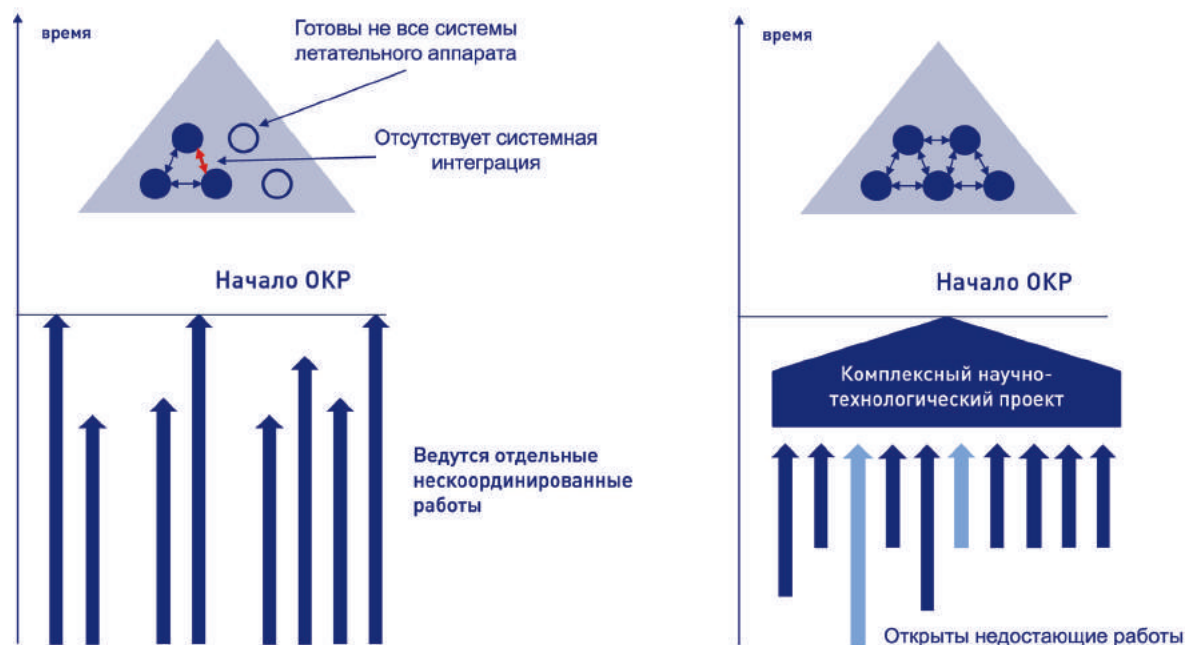 время
Готовы не все системы
летательного аппарата
Отсутствует системная
интеграция
Начало ОКР
Ведутся отдельные
нескоординированные
работы
время
Начало ОКР
Комплексный научно-
технологический проект
Открыты недостающие работы